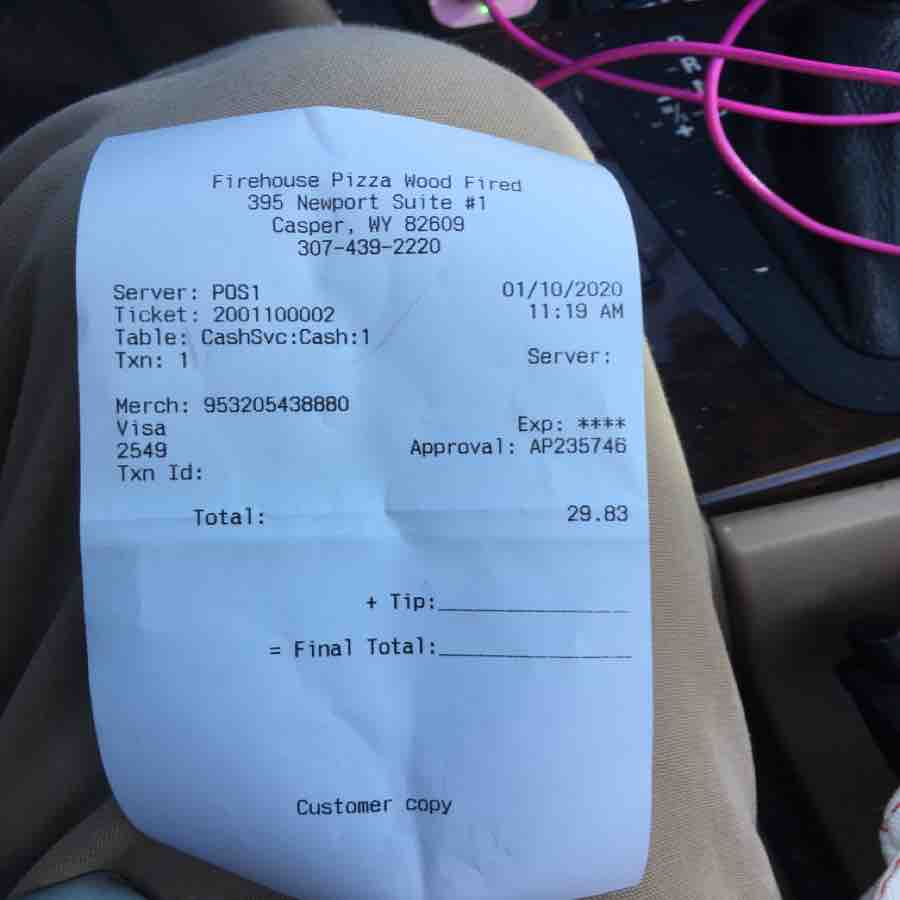 Firehouse Pizza Wood Fired
395 Newport Suite #1
Casper, WY 82609
307-439-2220
Server: POS1 01/10/2020
Ticket: 2001100002 11:19 AM
Table: CashSvc:Cash:1
Txn: 1 Server:
Merch: 953205438880
Visa Exp: ****
2549 Approval: AP235746
Txn Id:
Total: 29.83
+ Tip:
= Final Total:
Customer copy
R